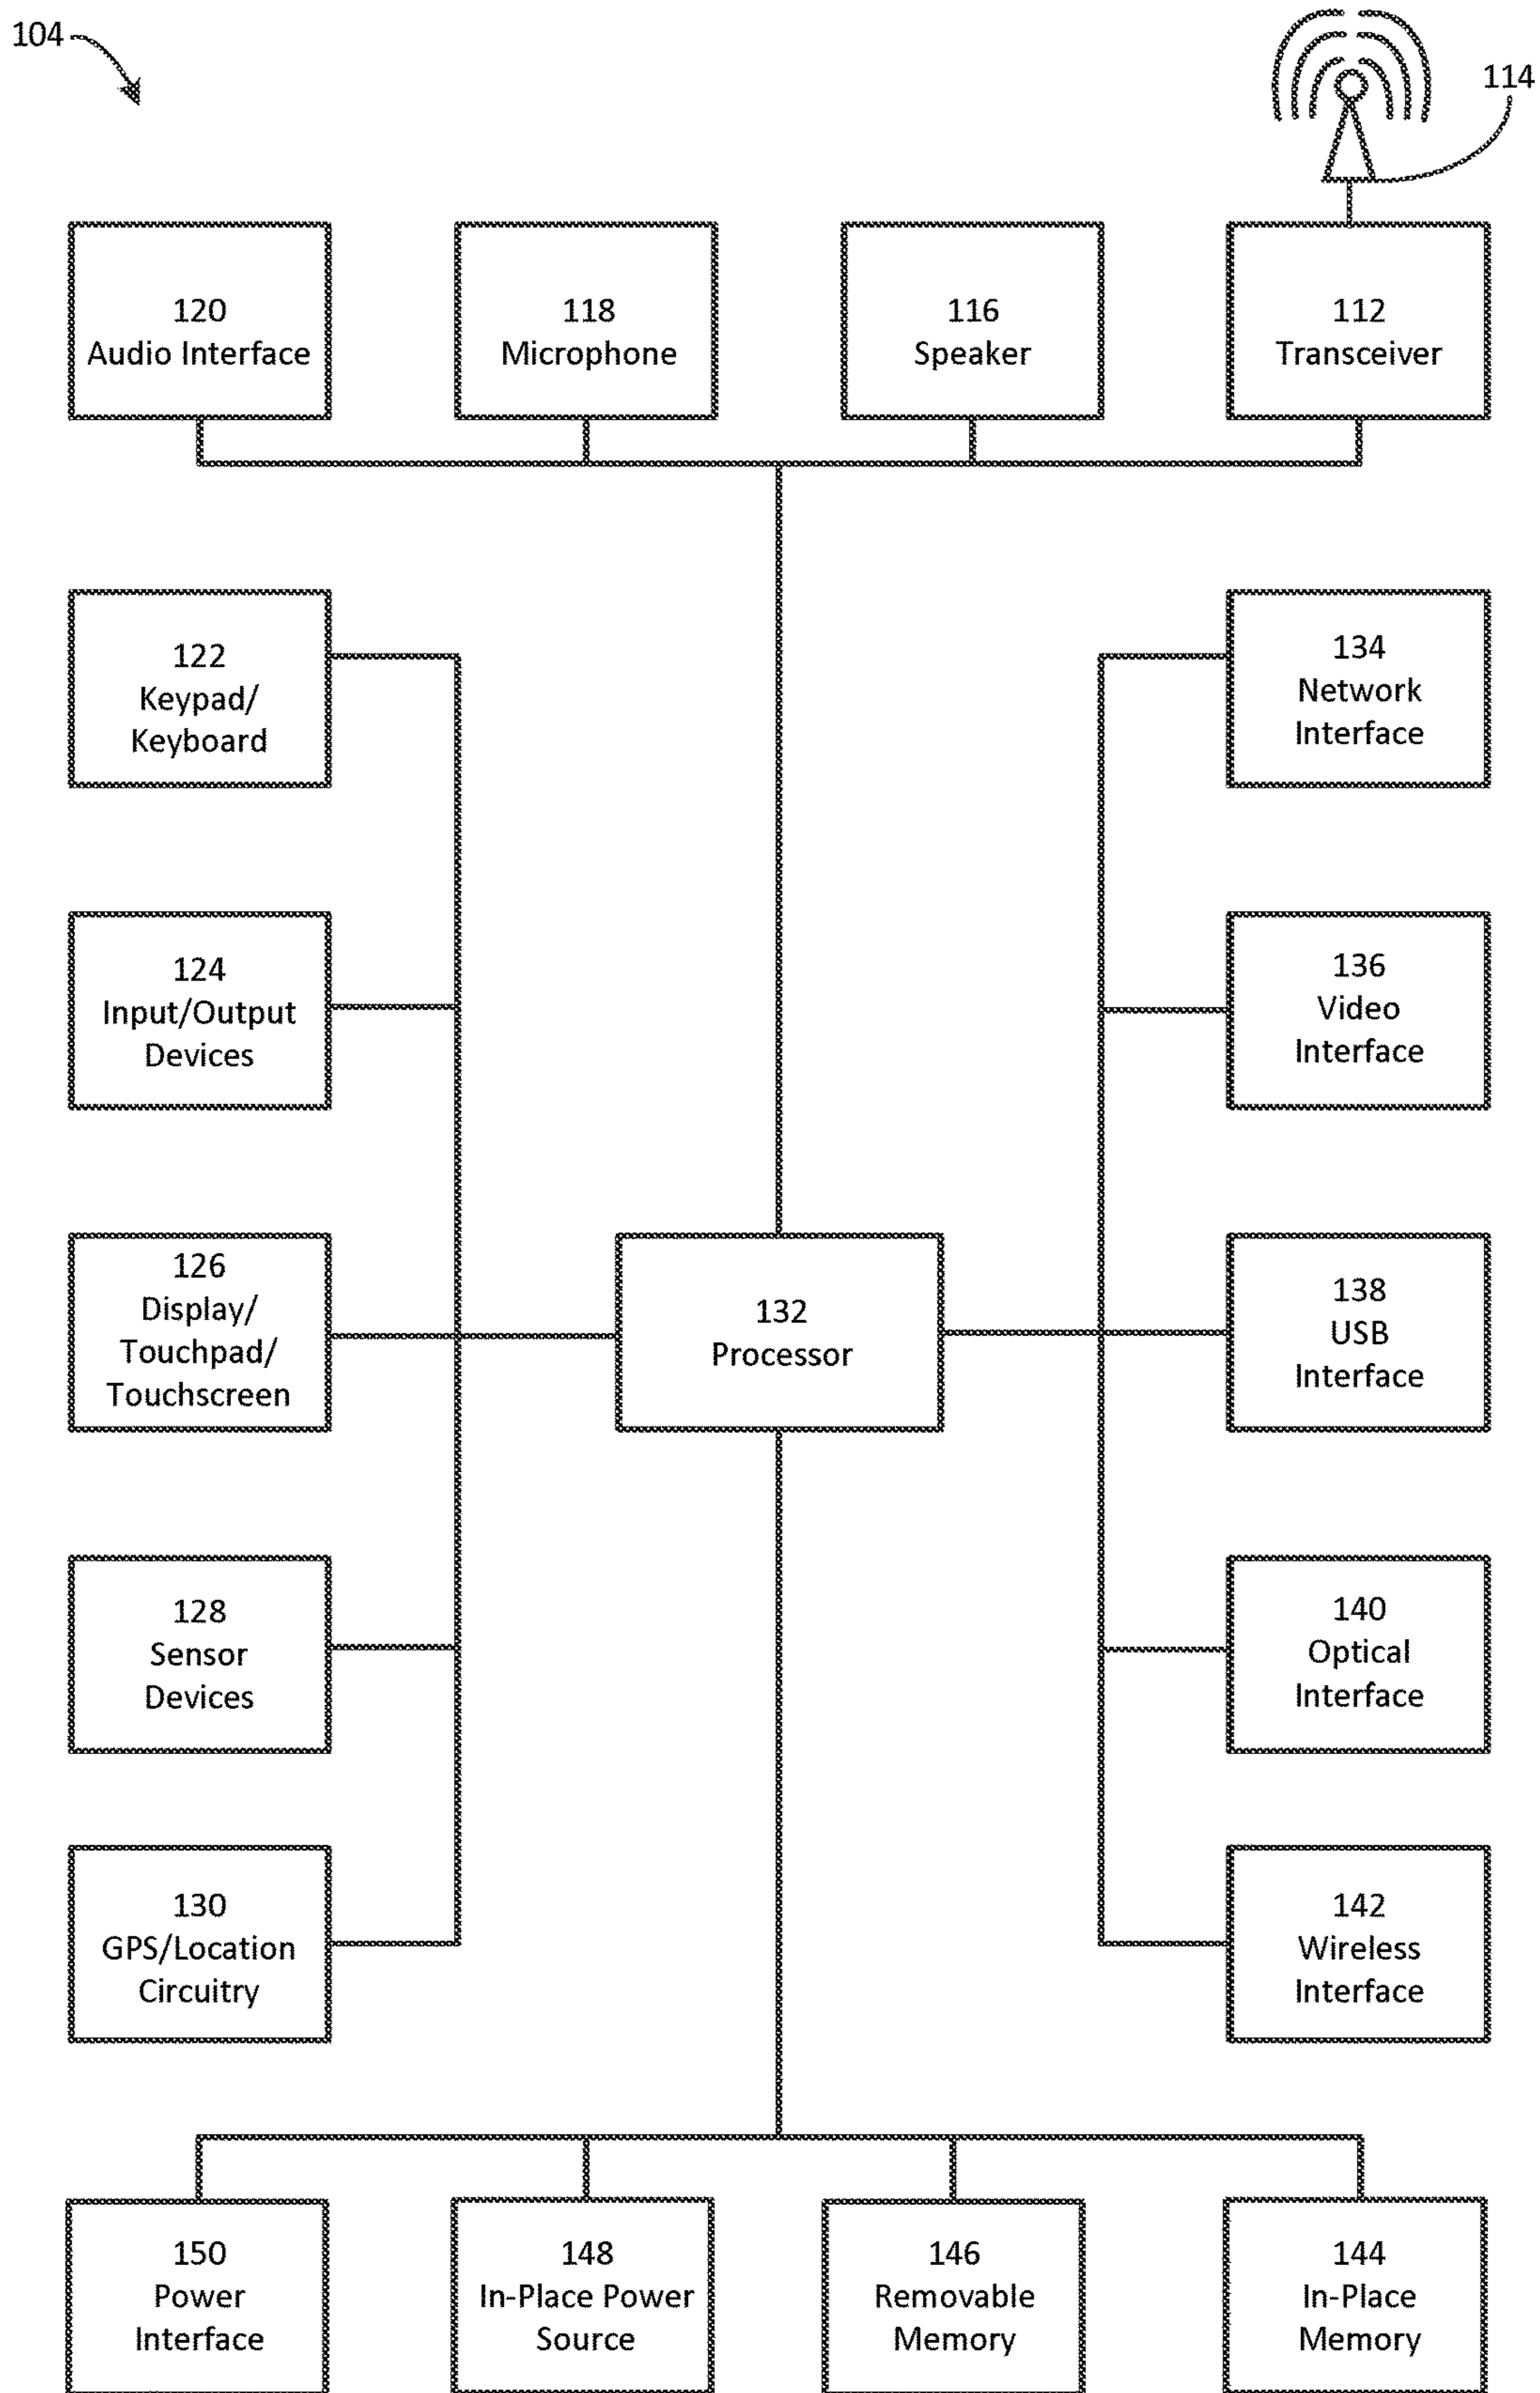 104
114
120
Audio Interface
118
Microphone
116
Speaker
112
Transceiver
122
Keypad/
Keyboard
134
Network
Interface
124
Input/Output
Devices
136
Video
Interface
126
Display/
Touchpad/
Touchscreen
132
Processor
138
USB
Interface
128
Sensor
Devices
140
Optical
Interface
130
GPS/Location
Circuitry
142
Wireless
Interface
150
Power
Interface
148
In-Place Power
Source
146
Removable
Memory
144
In-Place
Memory